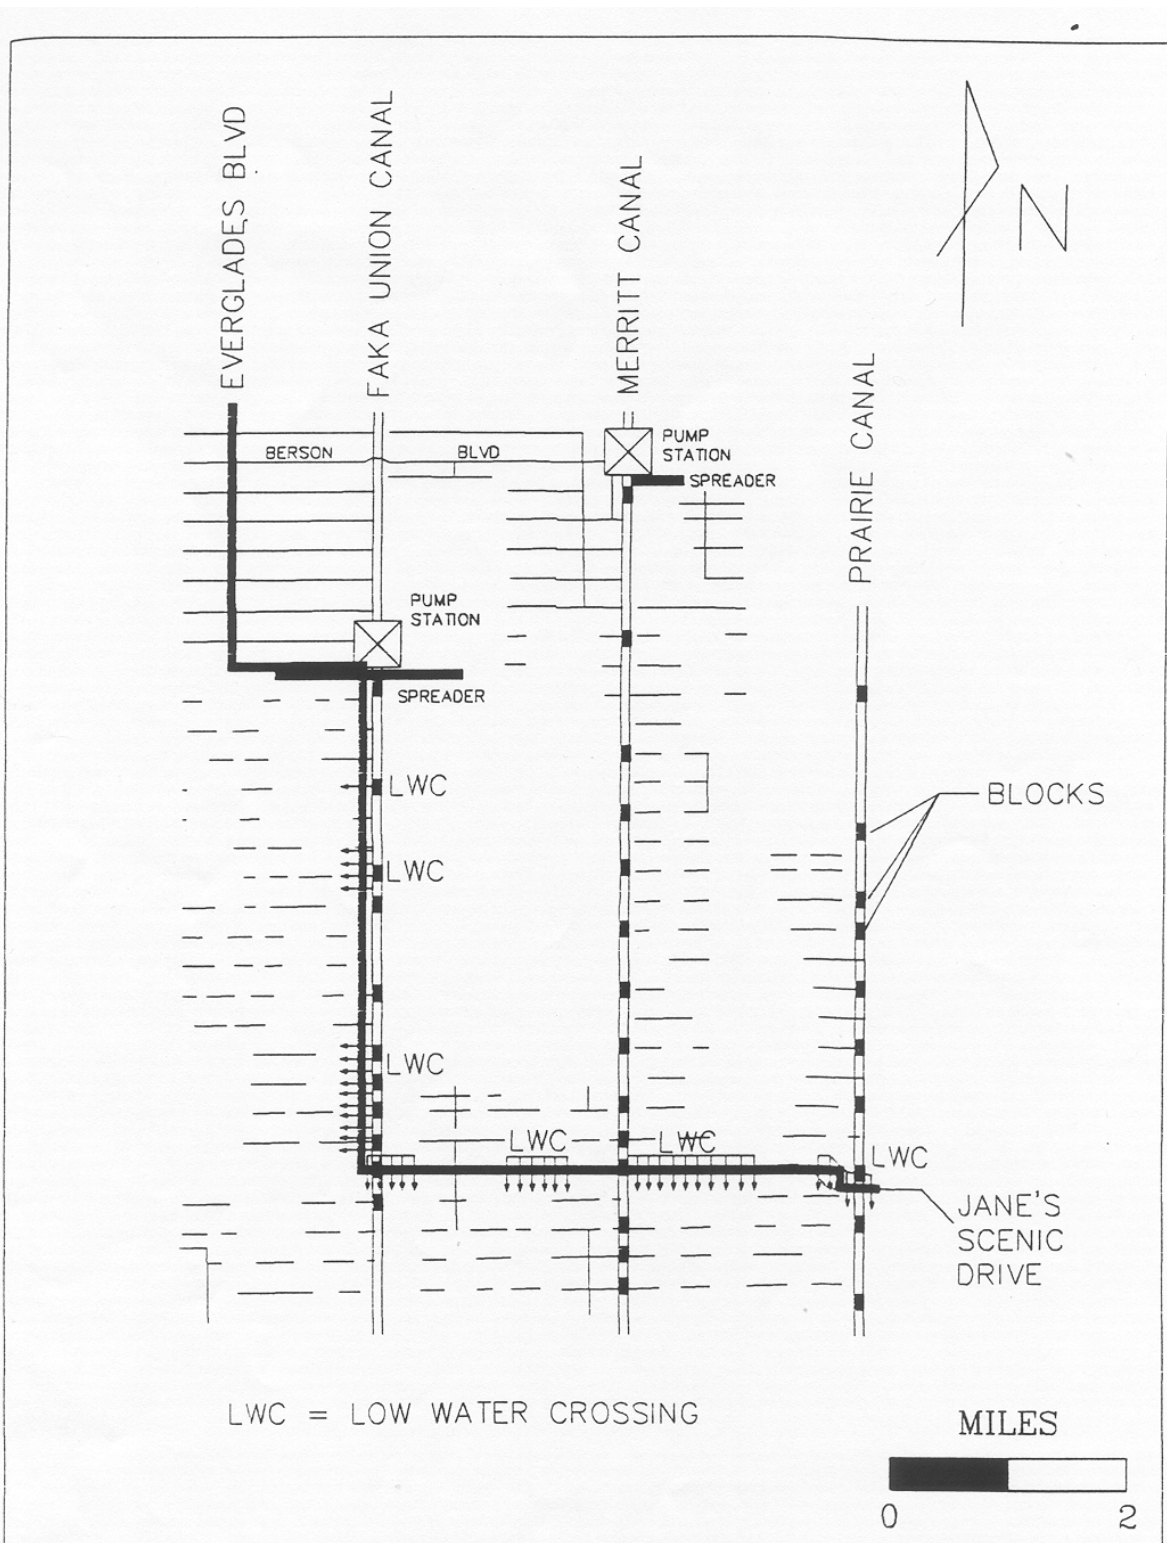 EVERGLADES BLVD
FAKA UNION CANAL
MERRITT CANAL
PRAIRIE CANAL
N
BERSON BLVD
PUMP
STATION
SPREADER
PUMP
STATION
SPREADER
LWC
BLOCKS
LWC
LWC
LWC
LWC
LWC
JANE'S
SCENIC
DRIVE
LWC = LOW WATER CROSSING
MILES
0 2